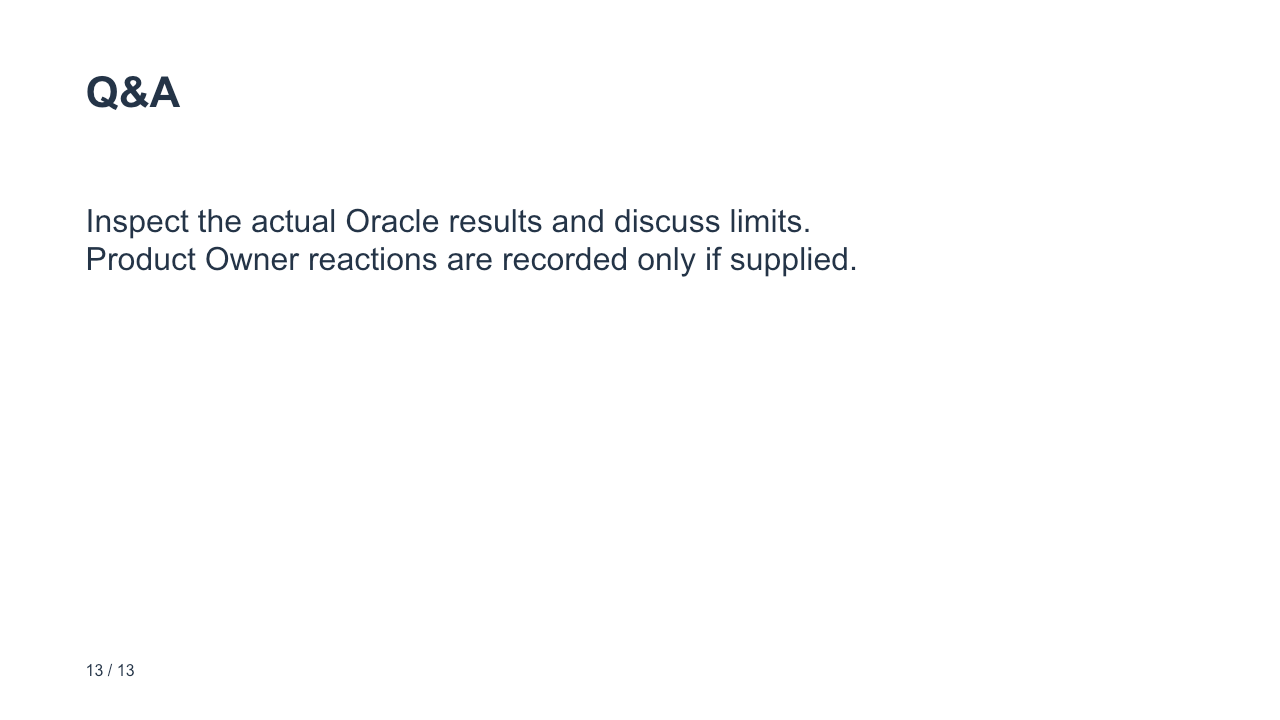 Q&A
Inspect the actual Oracle results and discuss limits.
Product Owner reactions are recorded only if supplied.
13 / 13